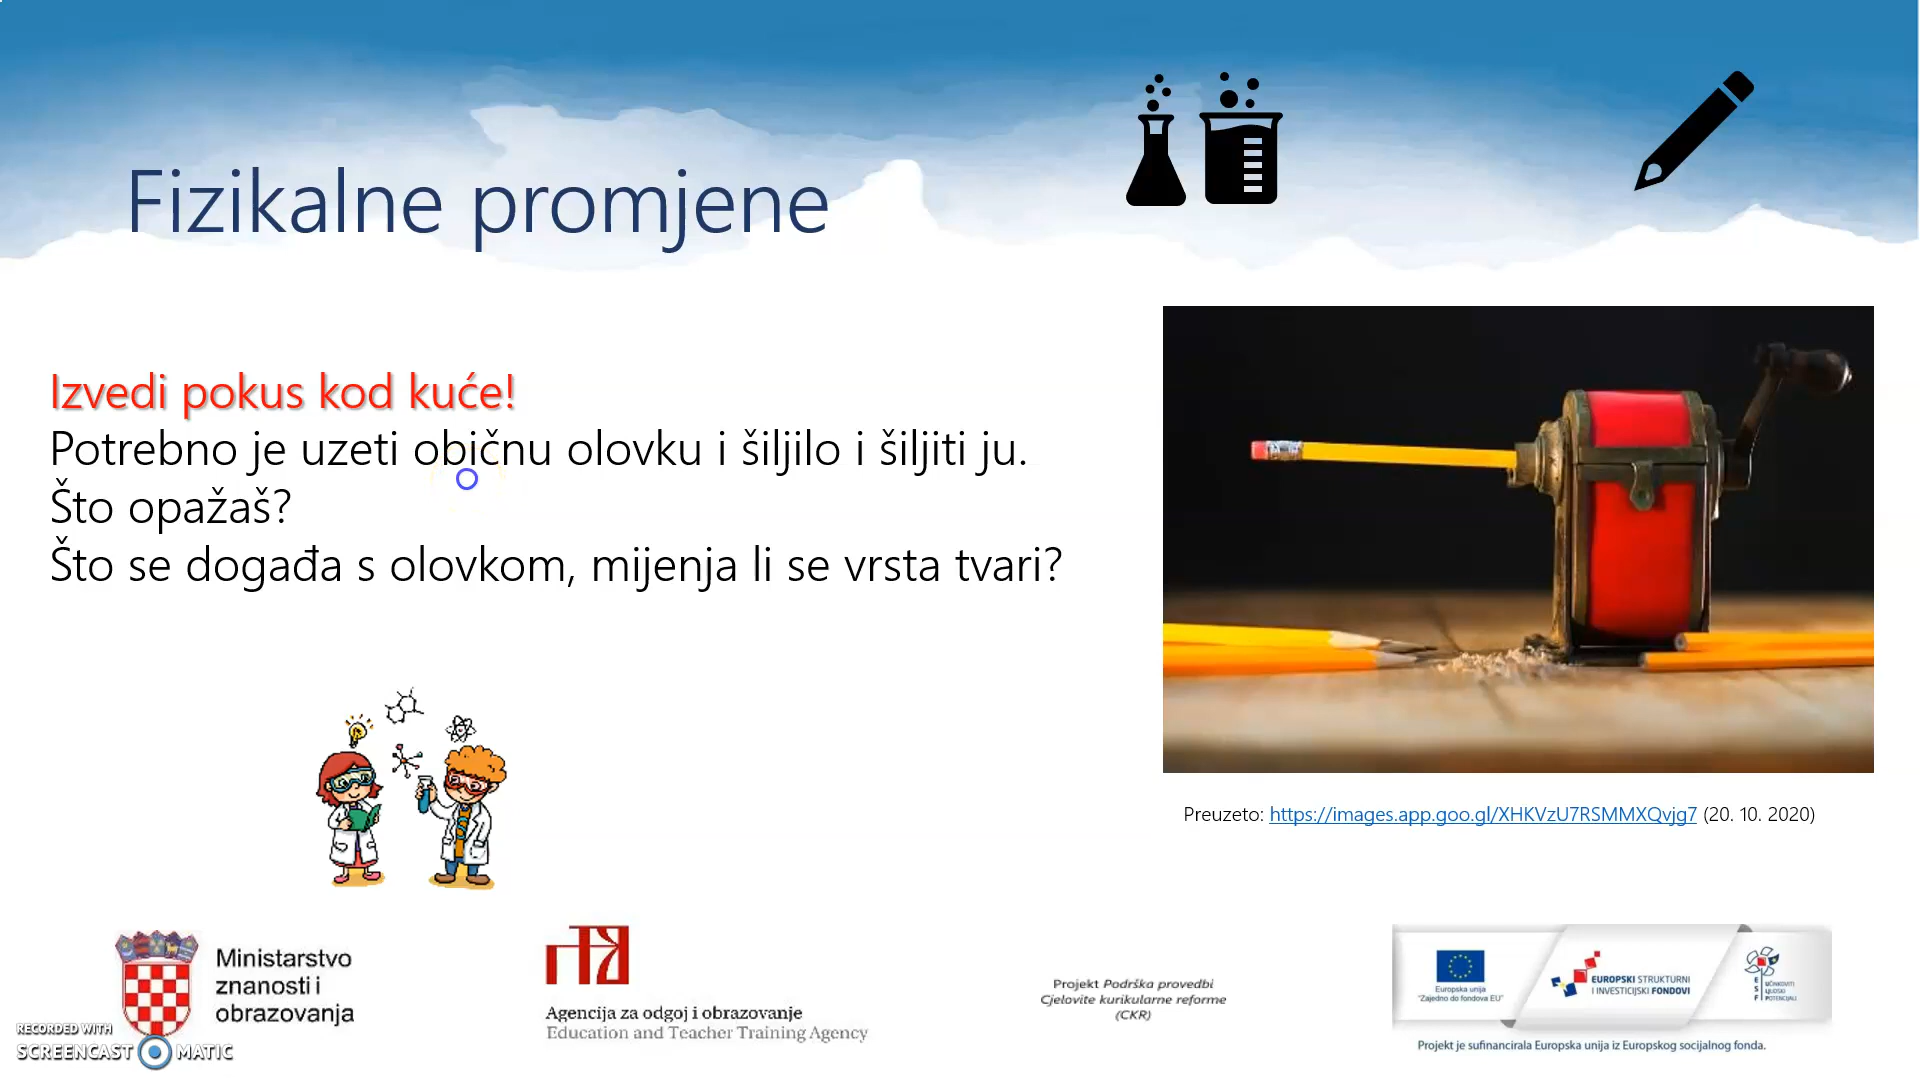 Fizikalne promjene
Izvedi pokus kod kuće!
Potrebno je uzeti običnu olovku i šiljilo i šiljiti ju.
Što opažaš?
Što se događa s olovkom, mijenja li se vrsta tvari?
Preuzeto: https://images.app.goo.gl/XHKVzU7RSMMXQvjg7 (20. 10. 2020)
Ministarstvo
znanosti i
obrazovanja
Agencija za odgoj i obrazovanje
Education and Teacher Training Agency
Projekt Podrška provedbi
Cjelovite kurikularne reforme
(CKR)
Europska unija
"Zajedno do fondova EU"
EUROPSKI STRUKTURNI
I INVESTICIJSKI FONDOVI
ESF
UČINKOVITI
LJUDSKI
POTENCIJALI
Projekt je sufinancirala Europska unija iz Europskog socijalnog fonda.
RECORDED WITH
SCREENCAST MATIC